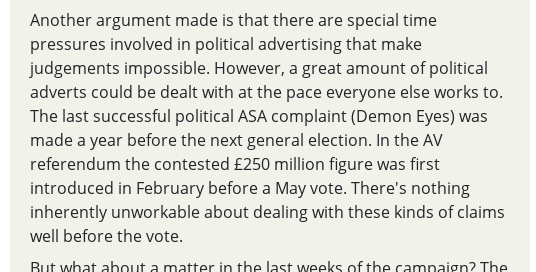 Another argument made is that there are special time
pressures involved in political advertising that make
judgements impossible. However, a great amount of political
adverts could be dealt with at the pace everyone else works to.
The last successful political ASA complaint (Demon Eyes) was
made a year before the next general election. In the AV
referendum the contested £250 million figure was first
introduced in February before a May vote. There's nothing
inherently unworkable about dealing with these kinds of claims
well before the vote.
But what about a matter in the last weeks of the campaign? The